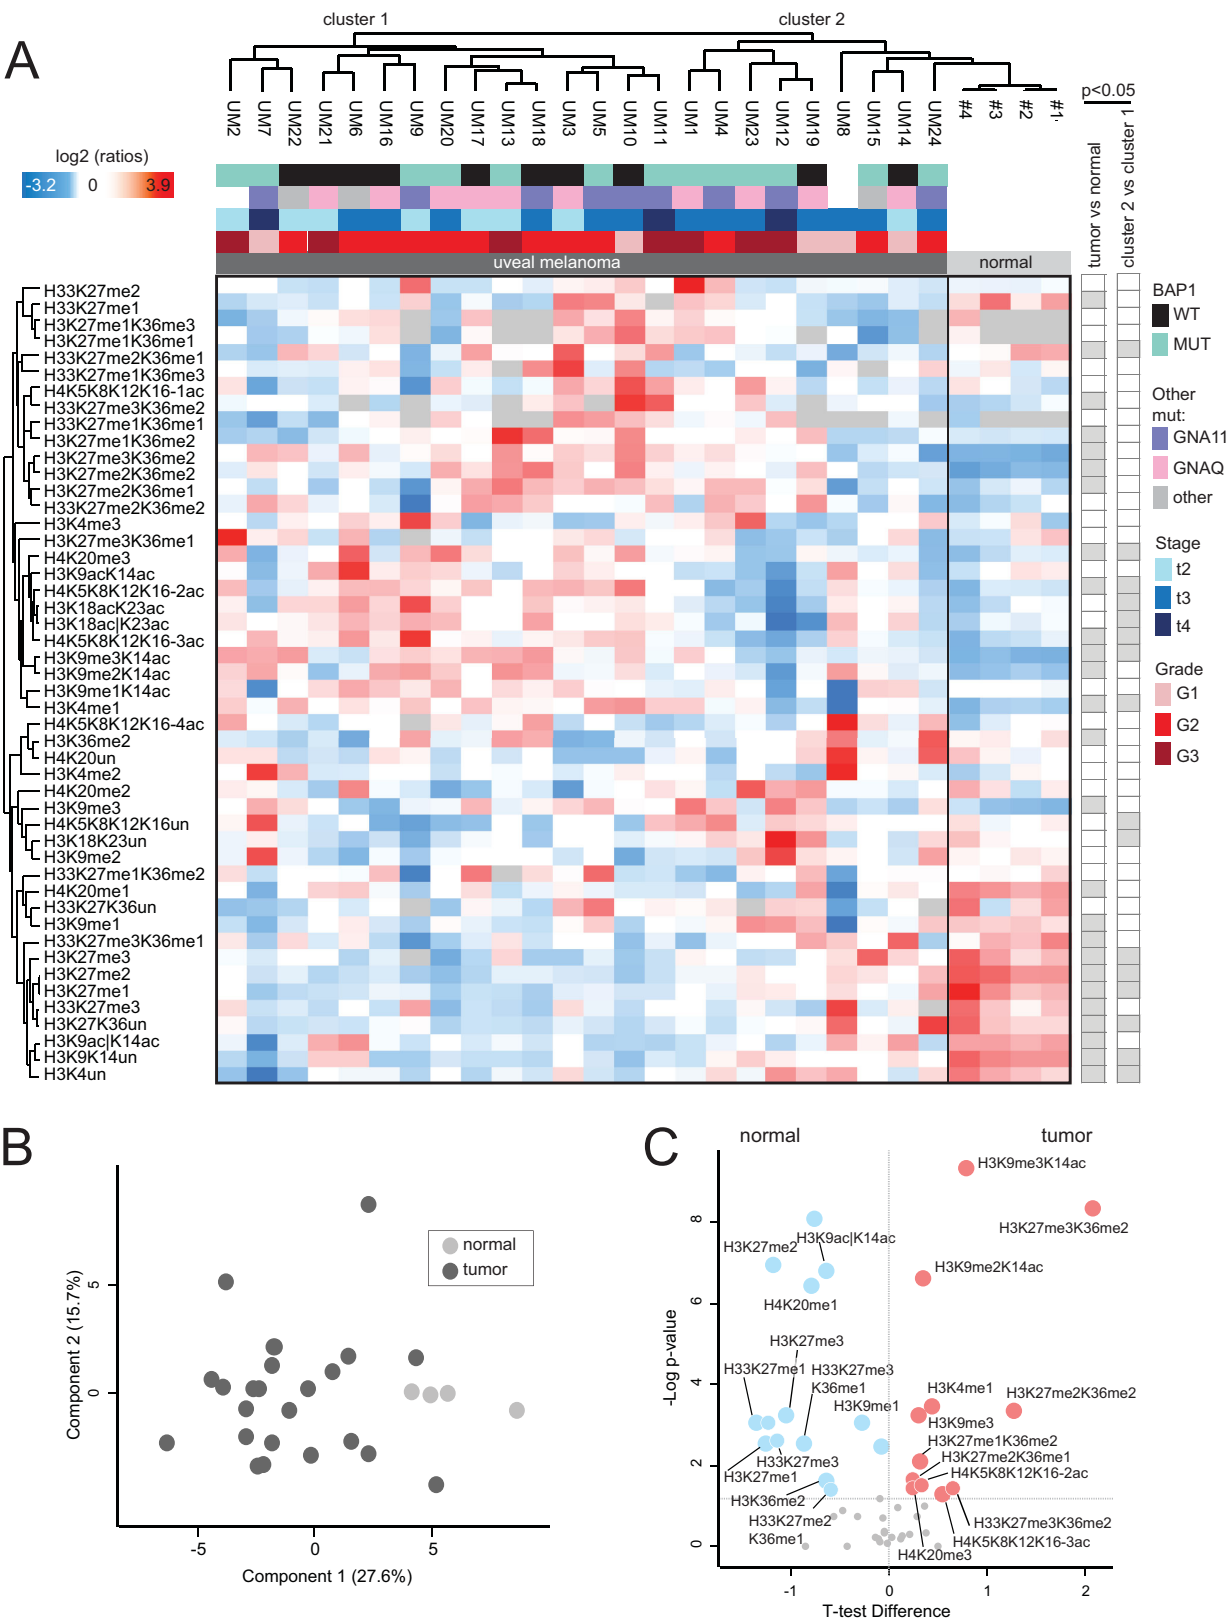 A
cluster 1
cluster 2
p<0.05
UM2
UM7
UM22
UM21
UM6
UM16
UM9
UM20
UM17
UM13
UM18
UM3
UM5
UM10
UM11
UM1
UM4
UM23
UM12
UM19
UM8
UM15
UM14
UM24
#4
#3
#2
#1
tumor vs normal
cluster 2 vs cluster 1
log2 (ratios)
-3.2 0 3.9
uveal melanoma
normal
H33K27me2
H33K27me1
H3K27me1K36me3
H3K27me1K36me1
H33K27me2K36me1
H33K27me1K36me3
H4K5K8K12K16-1ac
H33K27me3K36me2
H33K27me1K36me1
H3K27me1K36me2
H3K27me3K36me2
H3K27me2K36me2
H3K27me2K36me1
H33K27me2K36me2
H3K4me3
H3K27me3K36me1
H4K20me3
H3K9acK14ac
H4K5K8K12K16-2ac
H3K18acK23ac
H3K18ac|K23ac
H4K5K8K12K16-3ac
H3K9me3K14ac
H3K9me2K14ac
H3K9me1K14ac
H3K4me1
H4K5K8K12K16-4ac
H3K36me2
H4K20un
H3K4me2
H4K20me2
H3K9me3
H4K5K8K12K16un
H3K18K23un
H3K9me2
H33K27me1K36me2
H4K20me1
H33K27K36un
H3K9me1
H33K27me3K36me1
H3K27me3
H3K27me2
H3K27me1
H33K27me3
H3K27K36un
H3K9ac|K14ac
H3K9K14un
H3K4un
BAP1
WT
MUT
Other
mut:
GNA11
GNAQ
other
Stage
t2
t3
t4
Grade
G1
G2
G3
B
Component 2 (15.7%)
5
0
normal
tumor
-5 0 5
Component 1 (27.6%)
C
normal
tumor
-Log p-value
8
6
4
2
0
H3K9me3K14ac
H3K27me3K36me2
H3K9ac|K14ac
H3K27me2
H3K9me2K14ac
H4K20me1
H3K27me3
H33K27me1
H33K27me3
K36me1
H3K4me1
H3K27me2K36me2
H3K9me1
H3K9me3
H3K27me1K36me2
H3K27me2K36me1
H33K27me3
H4K5K8K12K16-2ac
H3K27me1
H3K36me2
H33K27me2
K36me1
H33K27me3K36me2
H4K5K8K12K16-3ac
H4K20me3
-1 0 1 2
T-test Difference